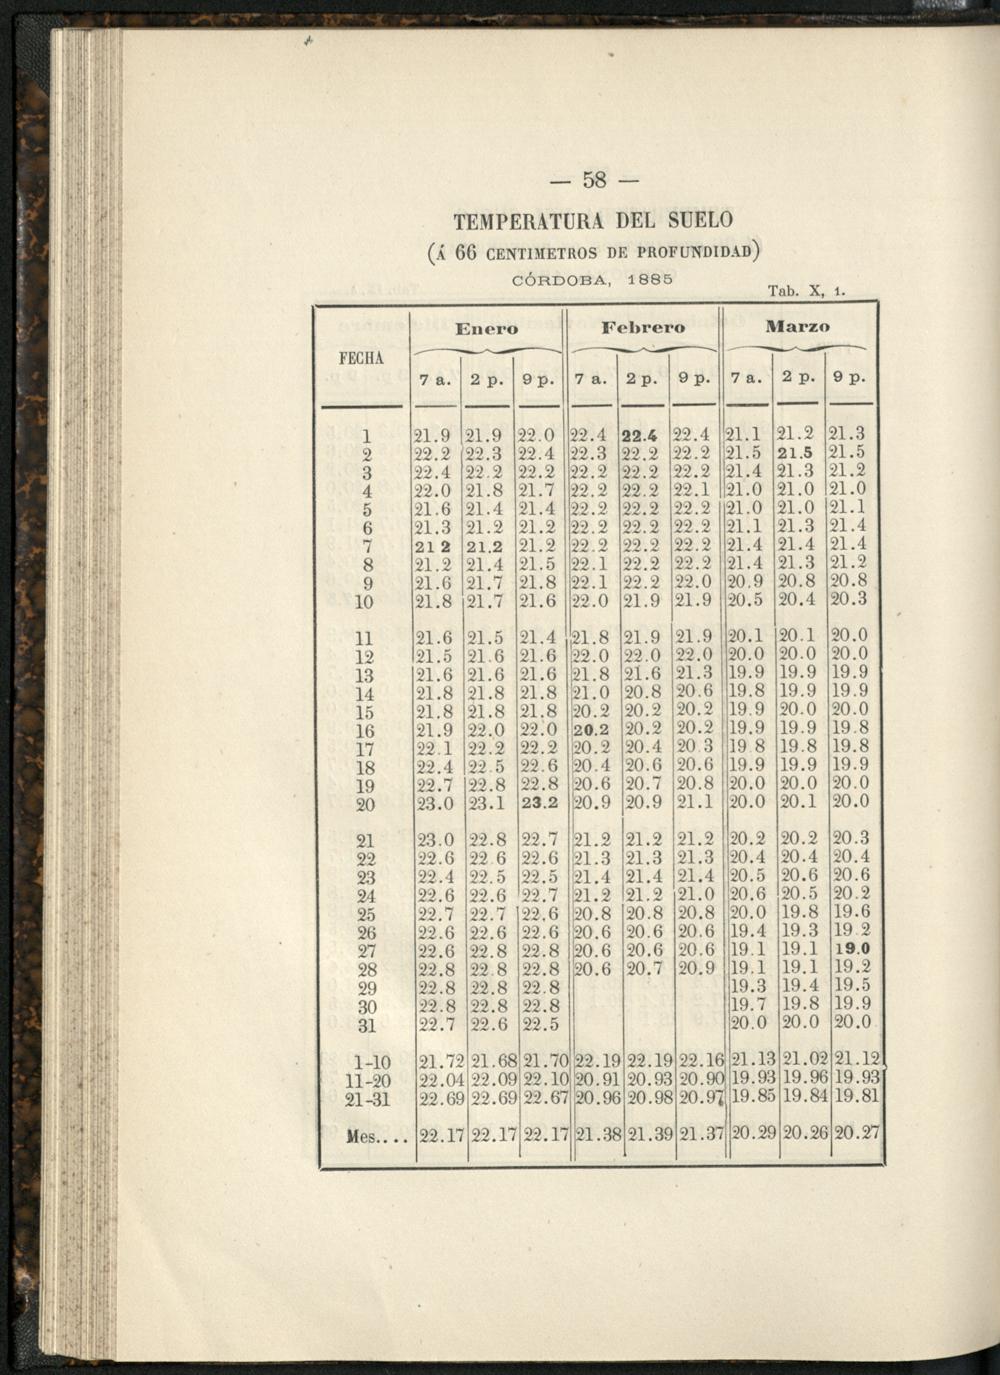 — 58 —
TEMPERATURA DEL SUELO
(Á 66 CENTIMETROS DE PROFUNDIDAD)
CÓRDOBA, 1885
Tab. X, 1.
FECHA Enero Febrero Marzo
7 a. 2 p. 9 p. 7 a. 2 p. 9 p. 7 a. 2 p. 9 p.
1 21.9 21.9 22.0 22.4 22.4 22.4 21.1 21.2 21.3
2 22.2 22.3 22.4 22.3 22.2 22.2 21.5 21.5 21.5
3 22.4 22.2 22.2 22.2 22.2 22.2 21.4 21.3 21.2
4 22.0 21.8 21.7 22.2 22.2 22.1 21.0 21.0 21.0
5 21.6 21.4 21.4 22.2 22.2 22.2 21.0 21.0 21.1
6 21.3 21.2 21.2 22.2 22.2 22.2 21.1 21.3 21.4
7 21 2 21.2 21.2 22.2 22.2 22.2 21.4 21.4 21.4
8 21.2 21.4 21.5 22.1 22.2 22.2 21.4 21.3 21.2
9 21.6 21.7 21.8 22.1 22.2 22.0 20.9 20.8 20.8
10 21.8 21.7 21.6 22.0 21.9 21.9 20.5 20.4 20.3
11 21.6 21.5 21.4 21.8 21.9 21.9 20.1 20.1 20.0
12 21.5 21.6 21.6 22.0 22.0 22.0 20.0 20.0 20.0
13 21.6 21.6 21.6 21.8 21.6 21.3 19.9 19.9 19.9
14 21.8 21.8 21.8 21.0 20.8 20.6 19.8 19.9 19.9
15 21.8 21.8 21.8 20.2 20.2 20.2 19.9 20.0 20.0
16 21.9 22.0 22.0 20.2 20.2 20.2 19.9 19.9 19.8
17 22.1 22.2 22.2 20.2 20.4 20 3 19 8 19.8 19.8
18 22.4 22.5 22.6 20.4 20.6 20.6 19.9 19.9 19.9
19 22.7 22.8 22.8 20.6 20.7 20.8 20.0 20.0 20.0
20 23.0 23.1 23.2 20.9 20.9 21.1 20.0 20.1 20.0
21 23.0 22.8 22.7 21.2 21.2 21.2 20.2 20.2 20.3
22 22.6 22 6 22.6 21.3 21.3 21.3 20.4 20.4 20.4
23 22.4 22.5 22.5 21.4 21.4 21.4 20.5 20.6 20.6
24 22.6 22.6 22.7 21.2 21.2 21.0 20.6 20.5 20.2
25 22.7 22.7 22.6 20.8 20.8 20.8 20.0 19.8 19.6
26 22.6 22.6 22.6 20.6 20.6 20.6 19.4 19.3 19.2
27 22.6 22.8 22.8 20.6 20.6 20.6 19.1 19.1 19.0
28 22.8 22.8 22.8 20.6 20.7 20.9 19.1 19.1 19.2
29 22.8 22.8 22.8 19.3 19.4 19.5
30 22.8 22.8 22.8 19.7 19.8 19.9
31 22.7 22.6 22.5 20.0 20.0 20.0
1-10 21.72 21.68 21.70 22.19 22.19 22.16 21.13 21.02 21.12
11-20 22.04 22.09 22.10 20.91 20.93 20.90 19.93 19.96 19.93
21-31 22.69 22.69 22.67 20.96 20.98 20.97 19.85 19.84 19.81
Mes.... 22.17 22.17 22.17 21.38 21.39 21.37 20.29 20.26 20.27